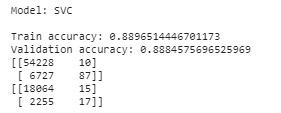 Model: SVC
Train accuracy: 0.8896514446701173
Validation accuracy: 0.8884575696525969
[[54228    10]
 [ 6727    87]]
[[18064    15]
 [ 2255    17]]